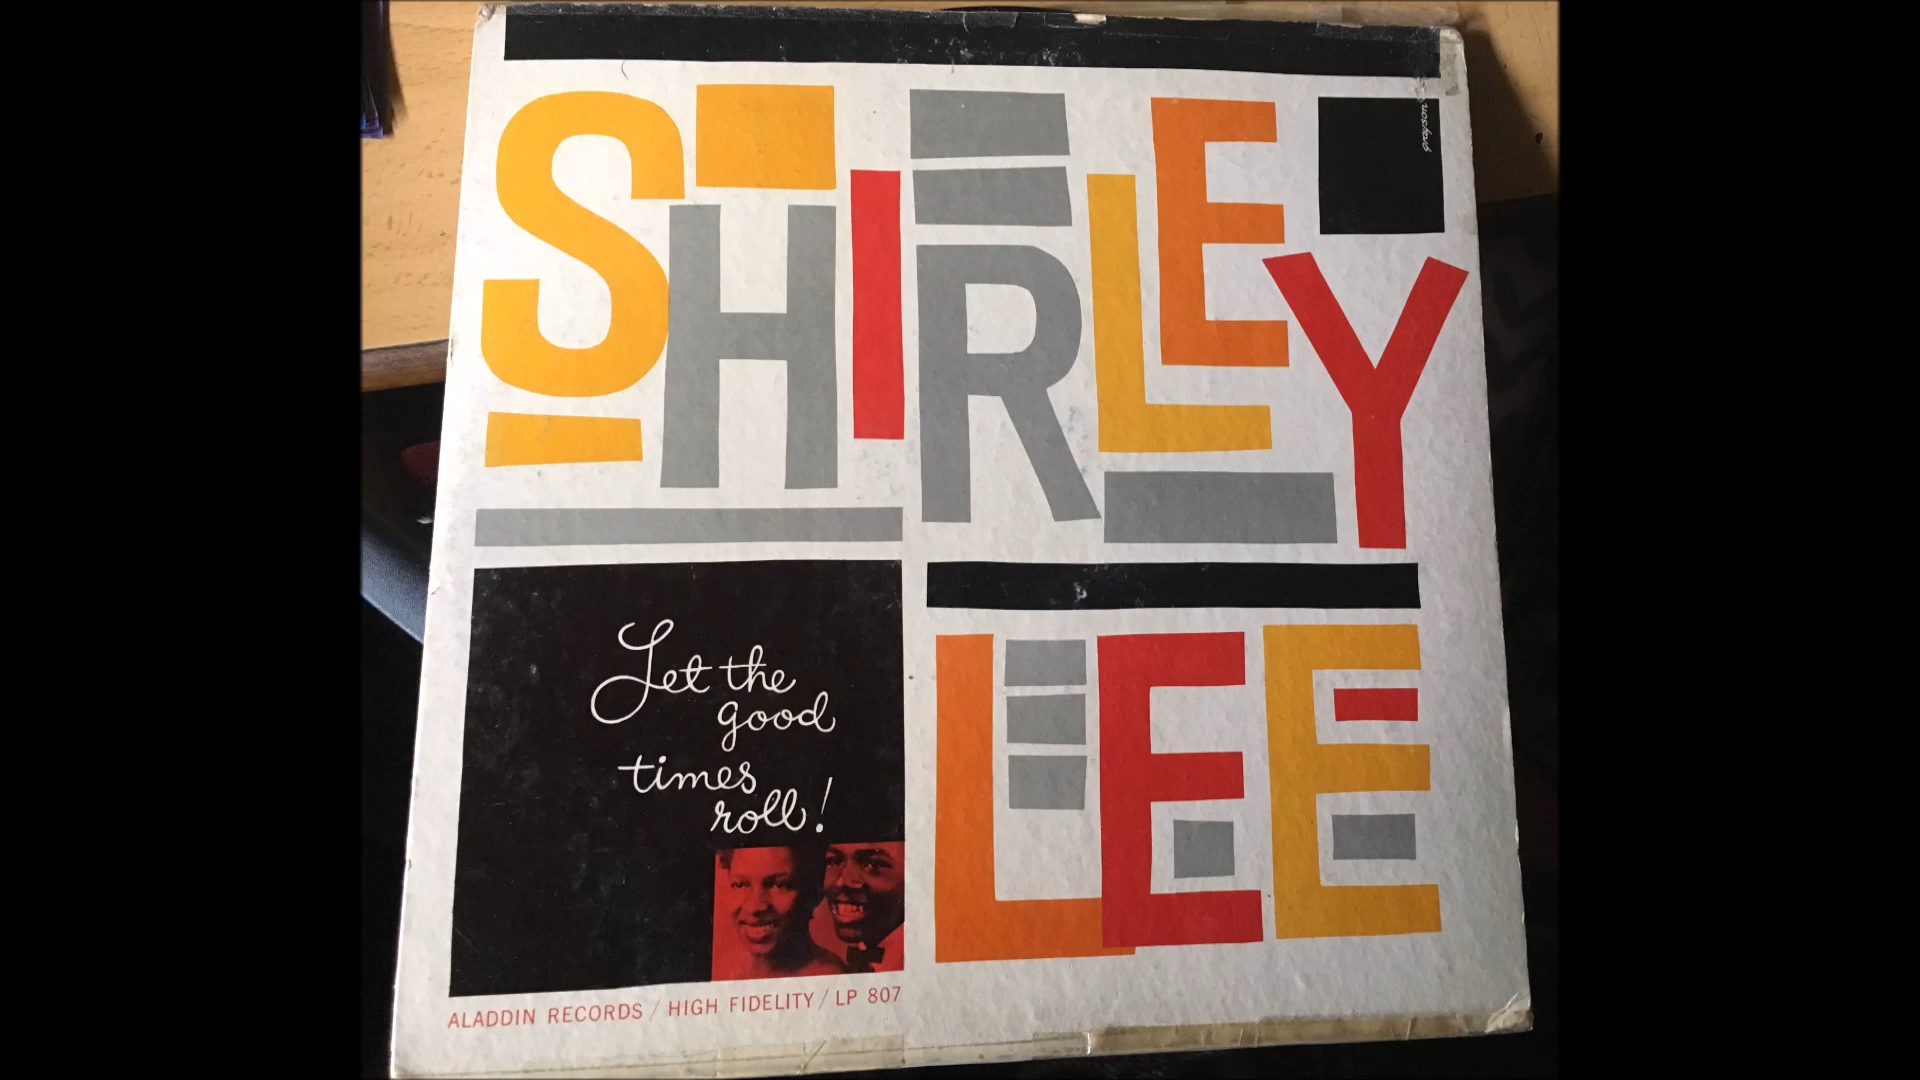 SHIRLEY
LEE
Let the
good
times
roll!
ALADDIN RECORDS / HIGH FIDELITY / LP 807